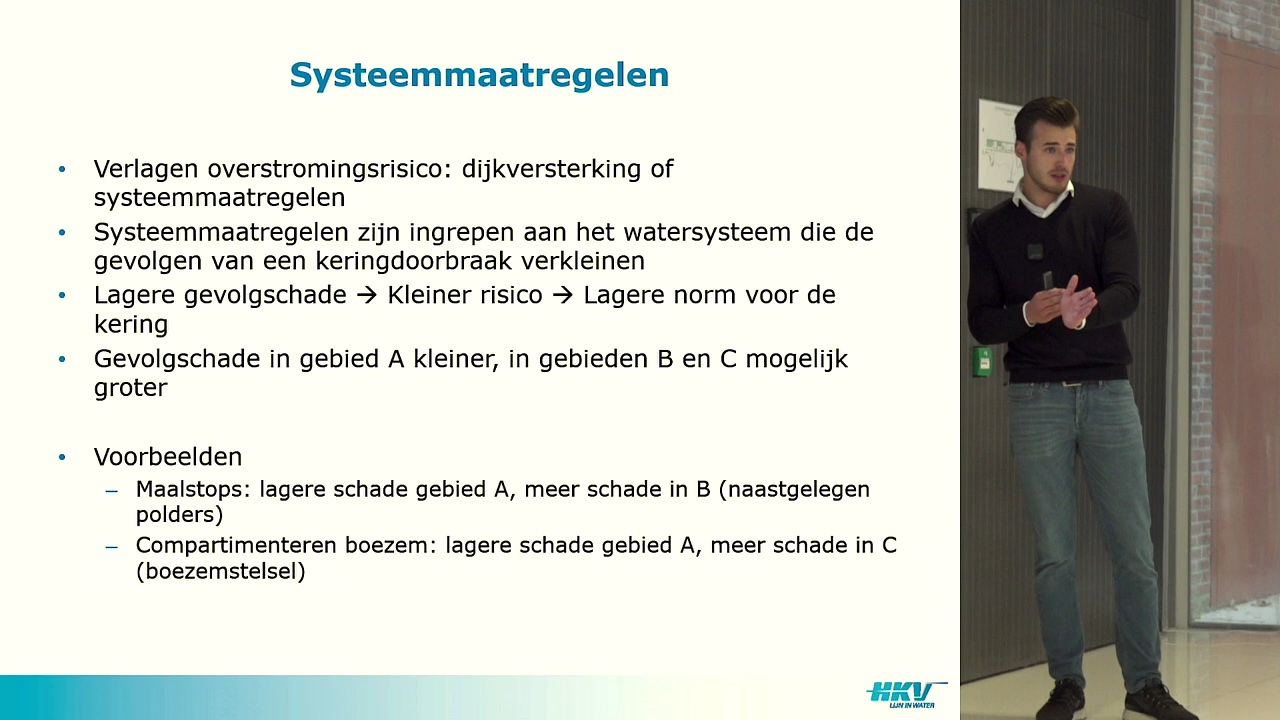 Systeemmaatregelen
• Verlagen overstromingsrisico: dijkversterking of
systeemmaatregelen
• Systeemmaatregelen zijn ingrepen aan het watersysteem die de
gevolgen van een keringdoorbraak verkleinen
• Lagere gevolgschade → Kleiner risico → Lagere norm voor de
kering
• Gevolgschade in gebied A kleiner, in gebieden B en C mogelijk
groter
• Voorbeelden
– Maalstops: lagere schade gebied A, meer schade in B (naastgelegen
polders)
– Compartimenteren boezem: lagere schade gebied A, meer schade in C
(boezemstelsel)
HKV
LIJN IN WATER